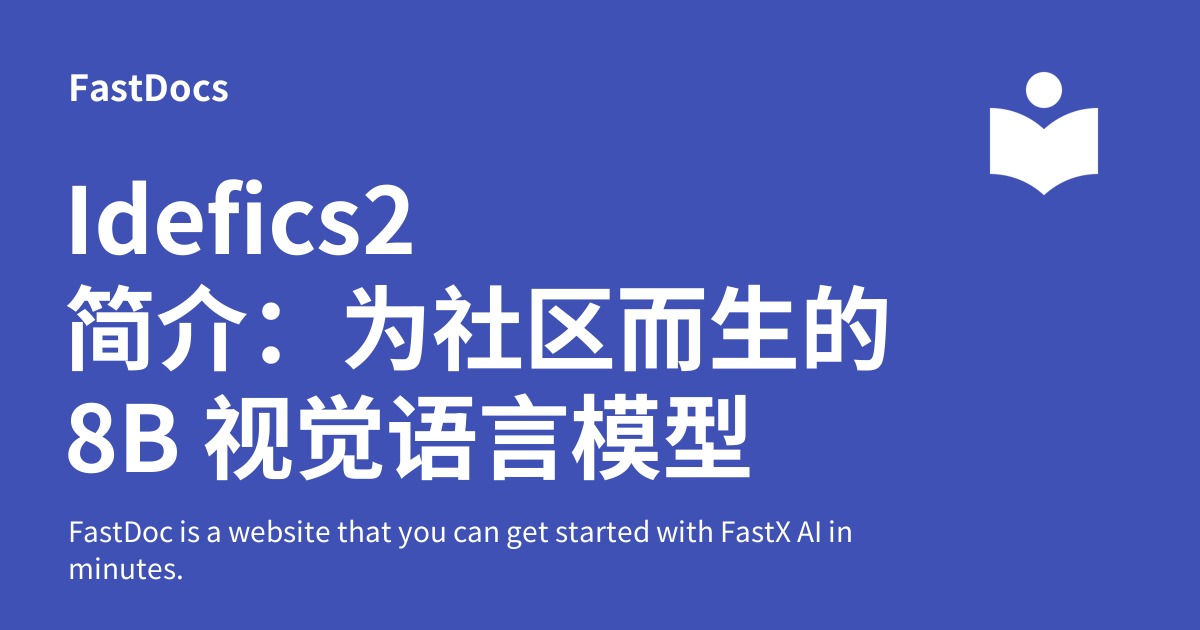 FastDocs
Idefics2
简介：为社区而生的
8B 视觉语言模型
FastDoc is a website that you can get started with FastX AI in
minutes.